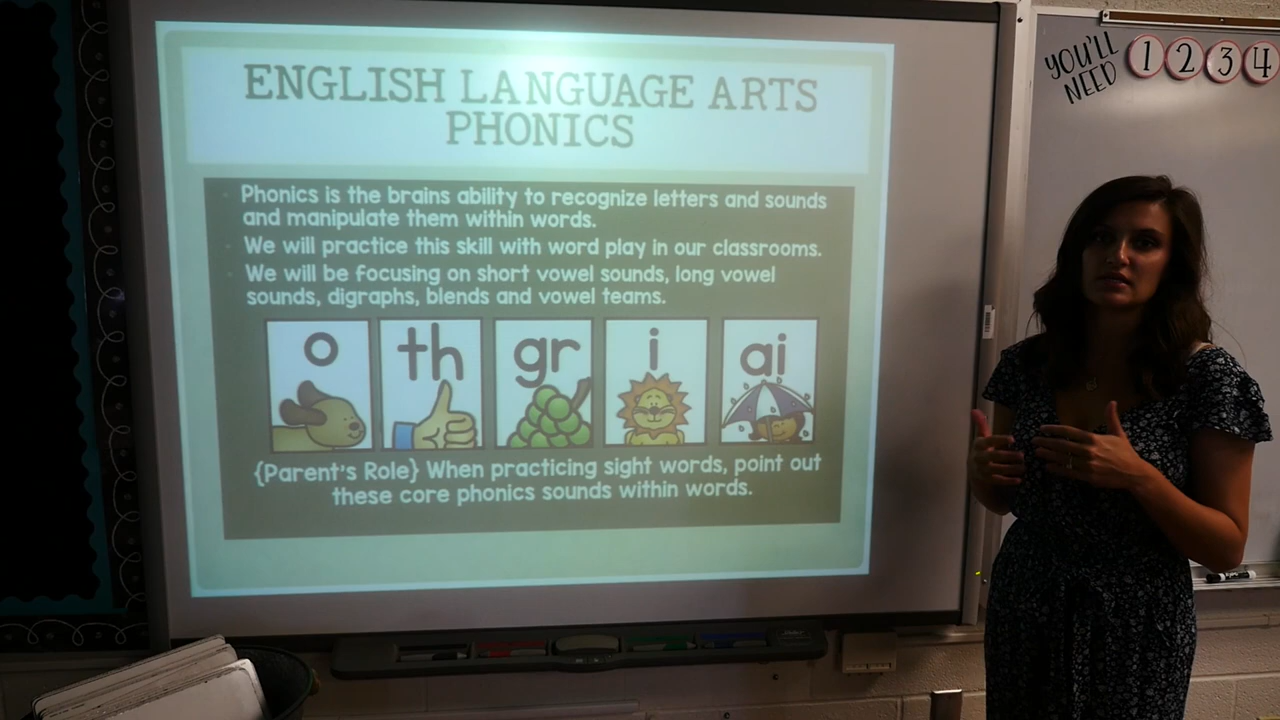 ENGLISH LANGUAGE ARTS
PHONICS
Phonics is the brains ability to recognize letters and sounds
and manipulate them within words.
We will practice this skill with word play in our classrooms.
We will be focusing on short vowel sounds, long vowel
sounds, digraphs, blends and vowel teams.
o th gr i ai
{Parent's Role} When practicing sight words, point out
these core phonics sounds within words.
YOU'LL
NEED
1 2 3 4